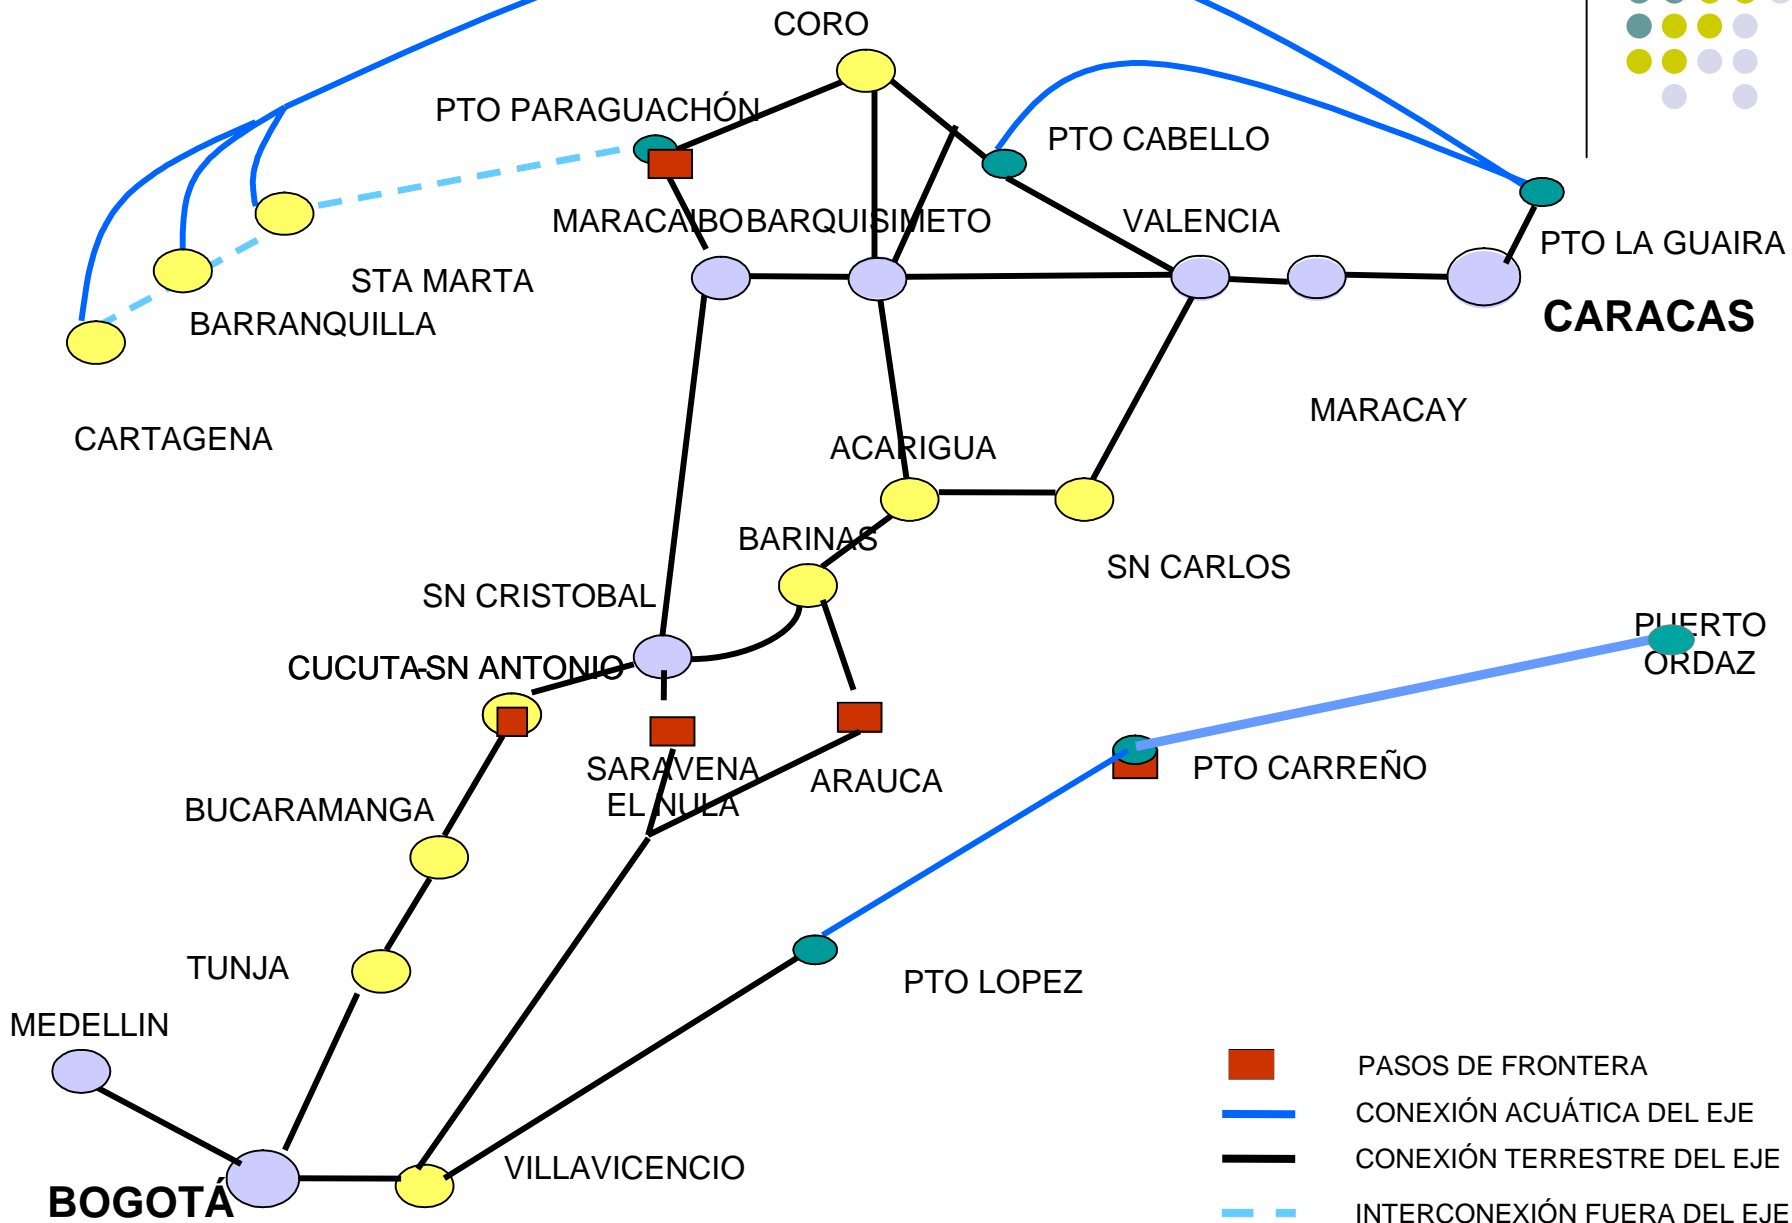 CORO
PTO PARAGUACHÓN
PTO CABELLO
MARACAIBO
BARQUISIMETO
VALENCIA
PTO LA GUAIRA
STA MARTA
BARRANQUILLA
CARACAS
CARTAGENA
MARACAY
ACARIGUA
BARINAS
SN CARLOS
SN CRISTOBAL
PUERTO
ORDAZ
CUCUTA-SN ANTONIO
SARAVENA
EL NULA
ARAUCA
PTO CARREÑO
BUCARAMANGA
TUNJA
PTO LOPEZ
MEDELLIN
VILLAVICENCIO
BOGOTÁ
PASOS DE FRONTERA
CONEXIÓN ACUÁTICA DEL EJE
CONEXIÓN TERRESTRE DEL EJE
INTERCONEXIÓN FUERA DEL EJE